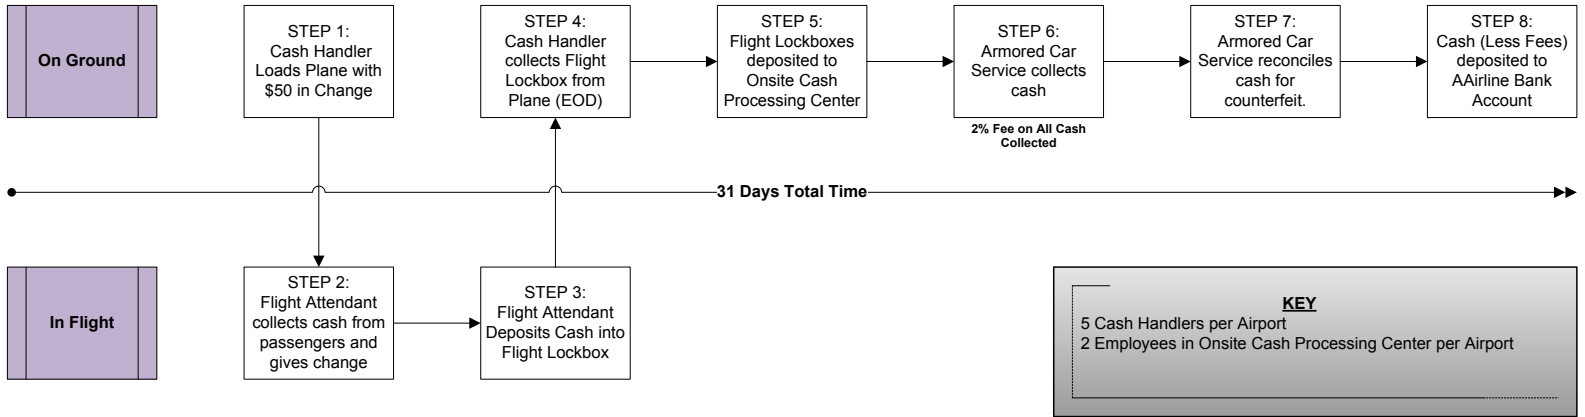 On Ground
STEP 1:
Cash Handler
Loads Plane with
$50 in Change
STEP 4:
Cash Handler
collects Flight
Lockbox from
Plane (EOD)
STEP 5:
Flight Lockboxes
deposited to
Onsite Cash
Processing Center
STEP 6:
Armored Car
Service collects
cash
2% Fee on All Cash
Collected
STEP 7:
Armored Car
Service reconciles
cash for
counterfeit.
STEP 8:
Cash (Less Fees)
deposited to
AAirline Bank
Account
31 Days Total Time
In Flight
STEP 2:
Flight Attendant
collects cash from
passengers and
gives change
STEP 3:
Flight Attendant
Deposits Cash into
Flight Lockbox
KEY
5 Cash Handlers per Airport
2 Employees in Onsite Cash Processing Center per Airport